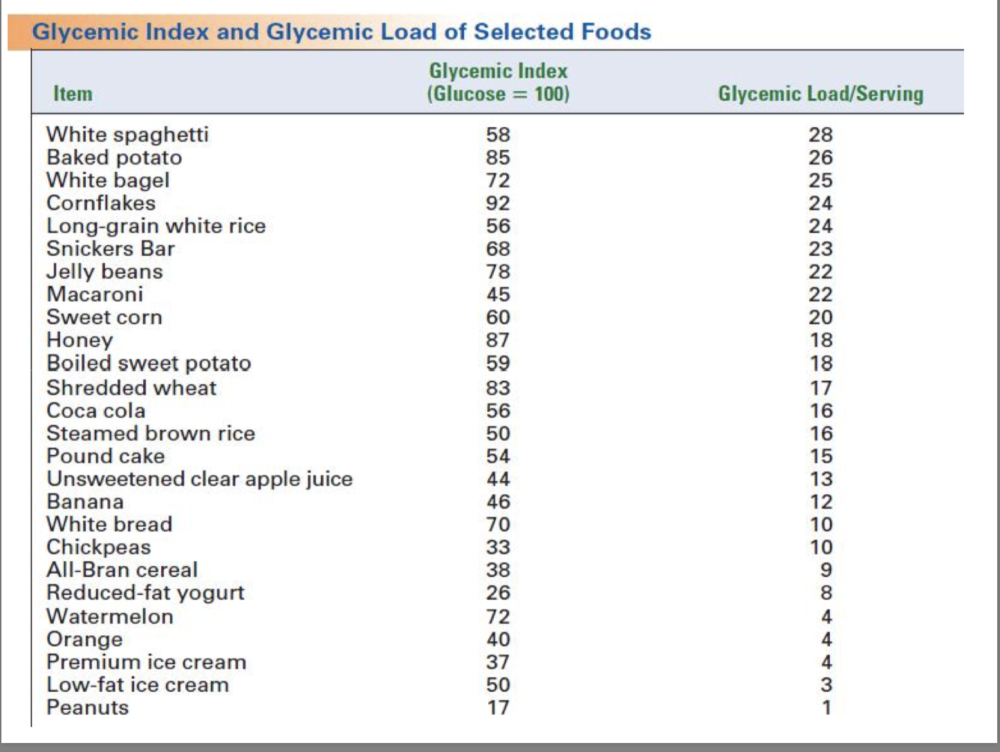 Glycemic Index and Glycemic Load of Selected Foods
Glycemic Index
Item (Glucose = 100) Glycemic Load/Serving
White spaghetti 58 28
Baked potato 85 26
White bagel 72 25
Cornflakes 92 24
Long-grain white rice 56 24
Snickers Bar 68 23
Jelly beans 78 22
Macaroni 45 22
Sweet corn 60 20
Honey 87 18
Boiled sweet potato 59 18
Shredded wheat 83 17
Coca cola 56 16
Steamed brown rice 50 16
Pound cake 54 15
Unsweetened clear apple juice 44 13
Banana 46 12
White bread 70 10
Chickpeas 33 10
All-Bran cereal 38 9
Reduced-fat yogurt 26 8
Watermelon 72 4
Orange 40 4
Premium ice cream 37 4
Low-fat ice cream 50 3
Peanuts 17 1